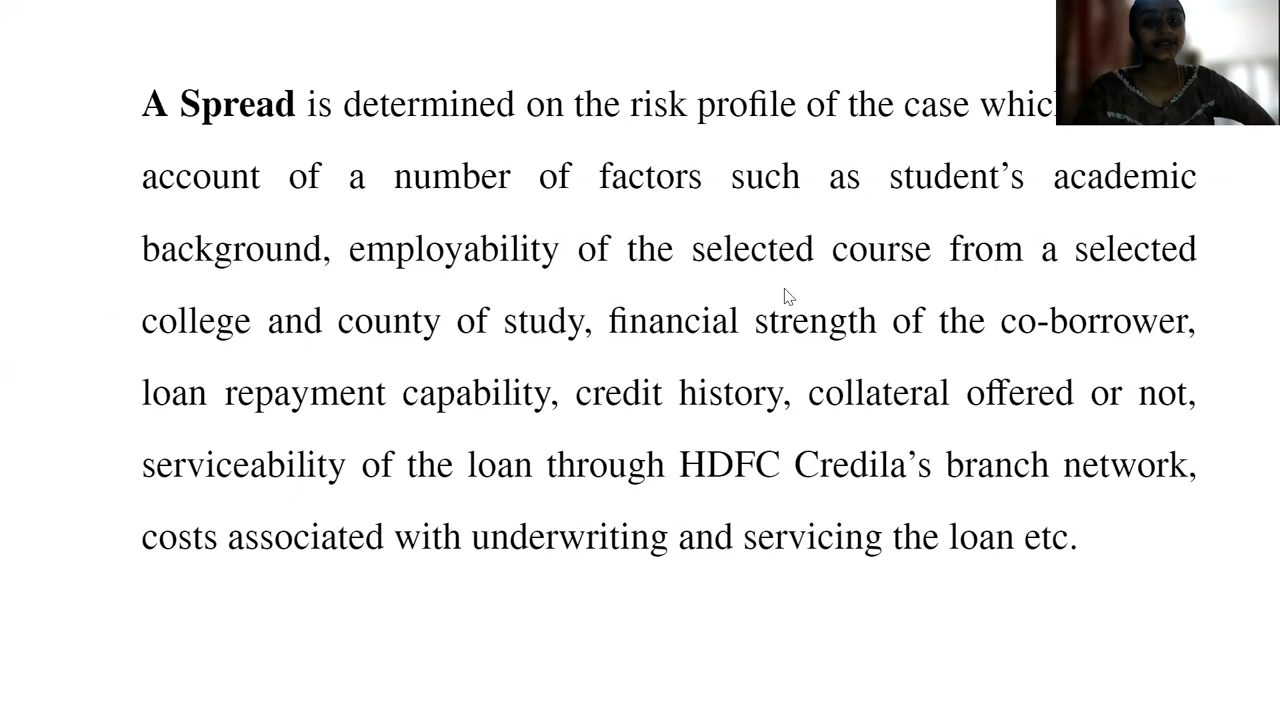 A Spread is determined on the risk profile of the case
account of a number of factors such as student’s academic
background, employability of the selected course from a selected
college and county of study, financial strength of the co-borrower,
loan repayment capability, credit history, collateral offered or not,
serviceability of the loan through HDFC Credila’s branch network,
costs associated with underwriting and servicing the loan etc.